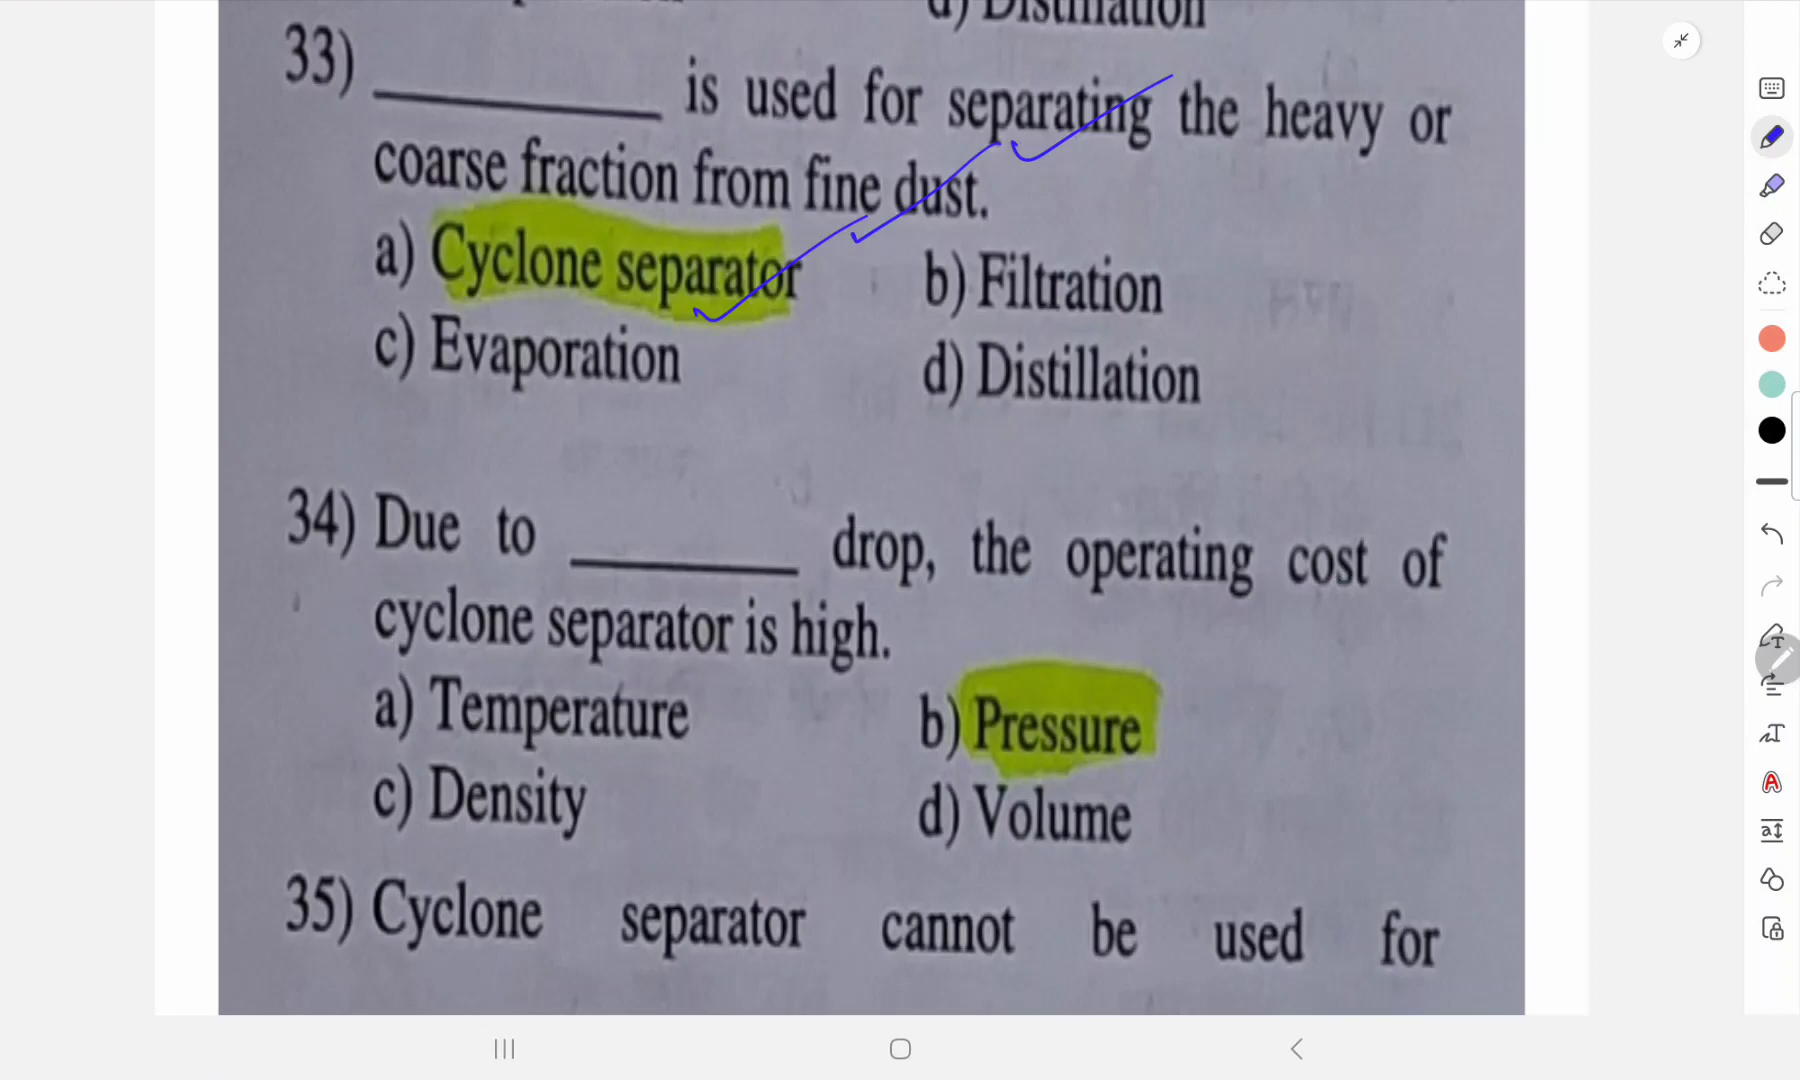 d) Distillation
33) ________ is used for separating the heavy or
coarse fraction from fine dust.
a) Cyclone separator b) Filtration
c) Evaporation d) Distillation
34) Due to ________ drop, the operating cost of
cyclone separator is high.
a) Temperature b) Pressure
c) Density d) Volume
35) Cyclone separator cannot be used for